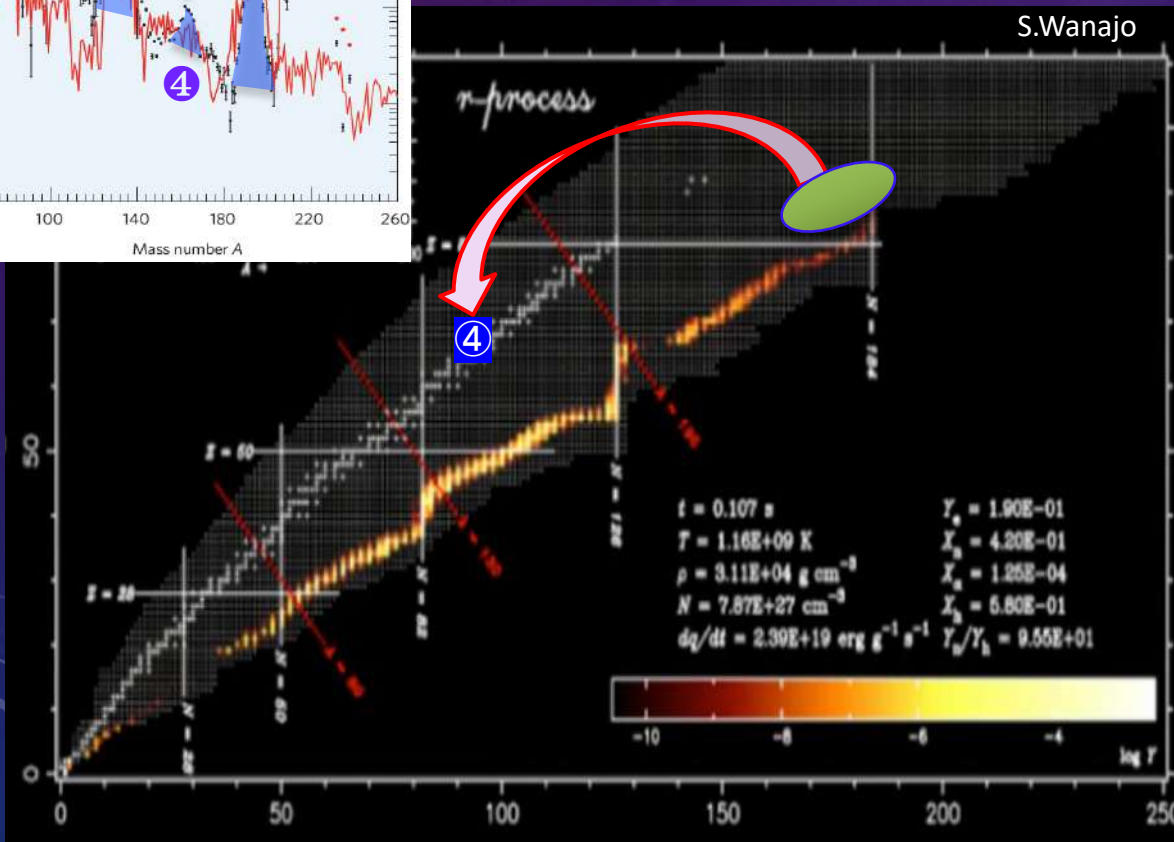 S.Wanajo
r-process
④
100 140 180 220 260
Mass number A
④
N = 184
A = 195
Z = 50
50
N = 126
t = 0.107 s
T = 1.16E+09 K
ρ = 3.11E+04 g cm⁻³
N = 7.87E+27 cm⁻³
dq/dt = 2.39E+19 erg g⁻¹ s⁻¹
Yₑ = 1.90E-01
Xₙ = 4.20E-01
Xₐ = 1.25E-04
Xₕ = 5.80E-01
Yₙ/Yₕ = 9.55E+01
A = 130
N = 82
Z = 28
N = 50
N = 28
-10 -8 -6 -4
log Y
0
0 50 100 150 200 250